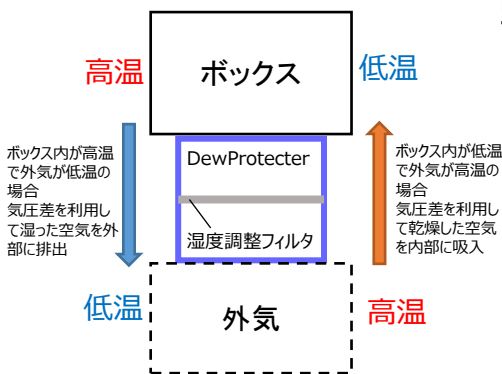 ボックス
高温
低温
ボックス内が高温
で外気が低温の
場合
気圧差を利用し
て湿った空気を外
部に排出
DewProtecter
湿度調整フィルタ
ボックス内が低温
で外気が高温の
場合
気圧差を利用し
て乾燥した空気
を内部に吸入
低温
外気
高温